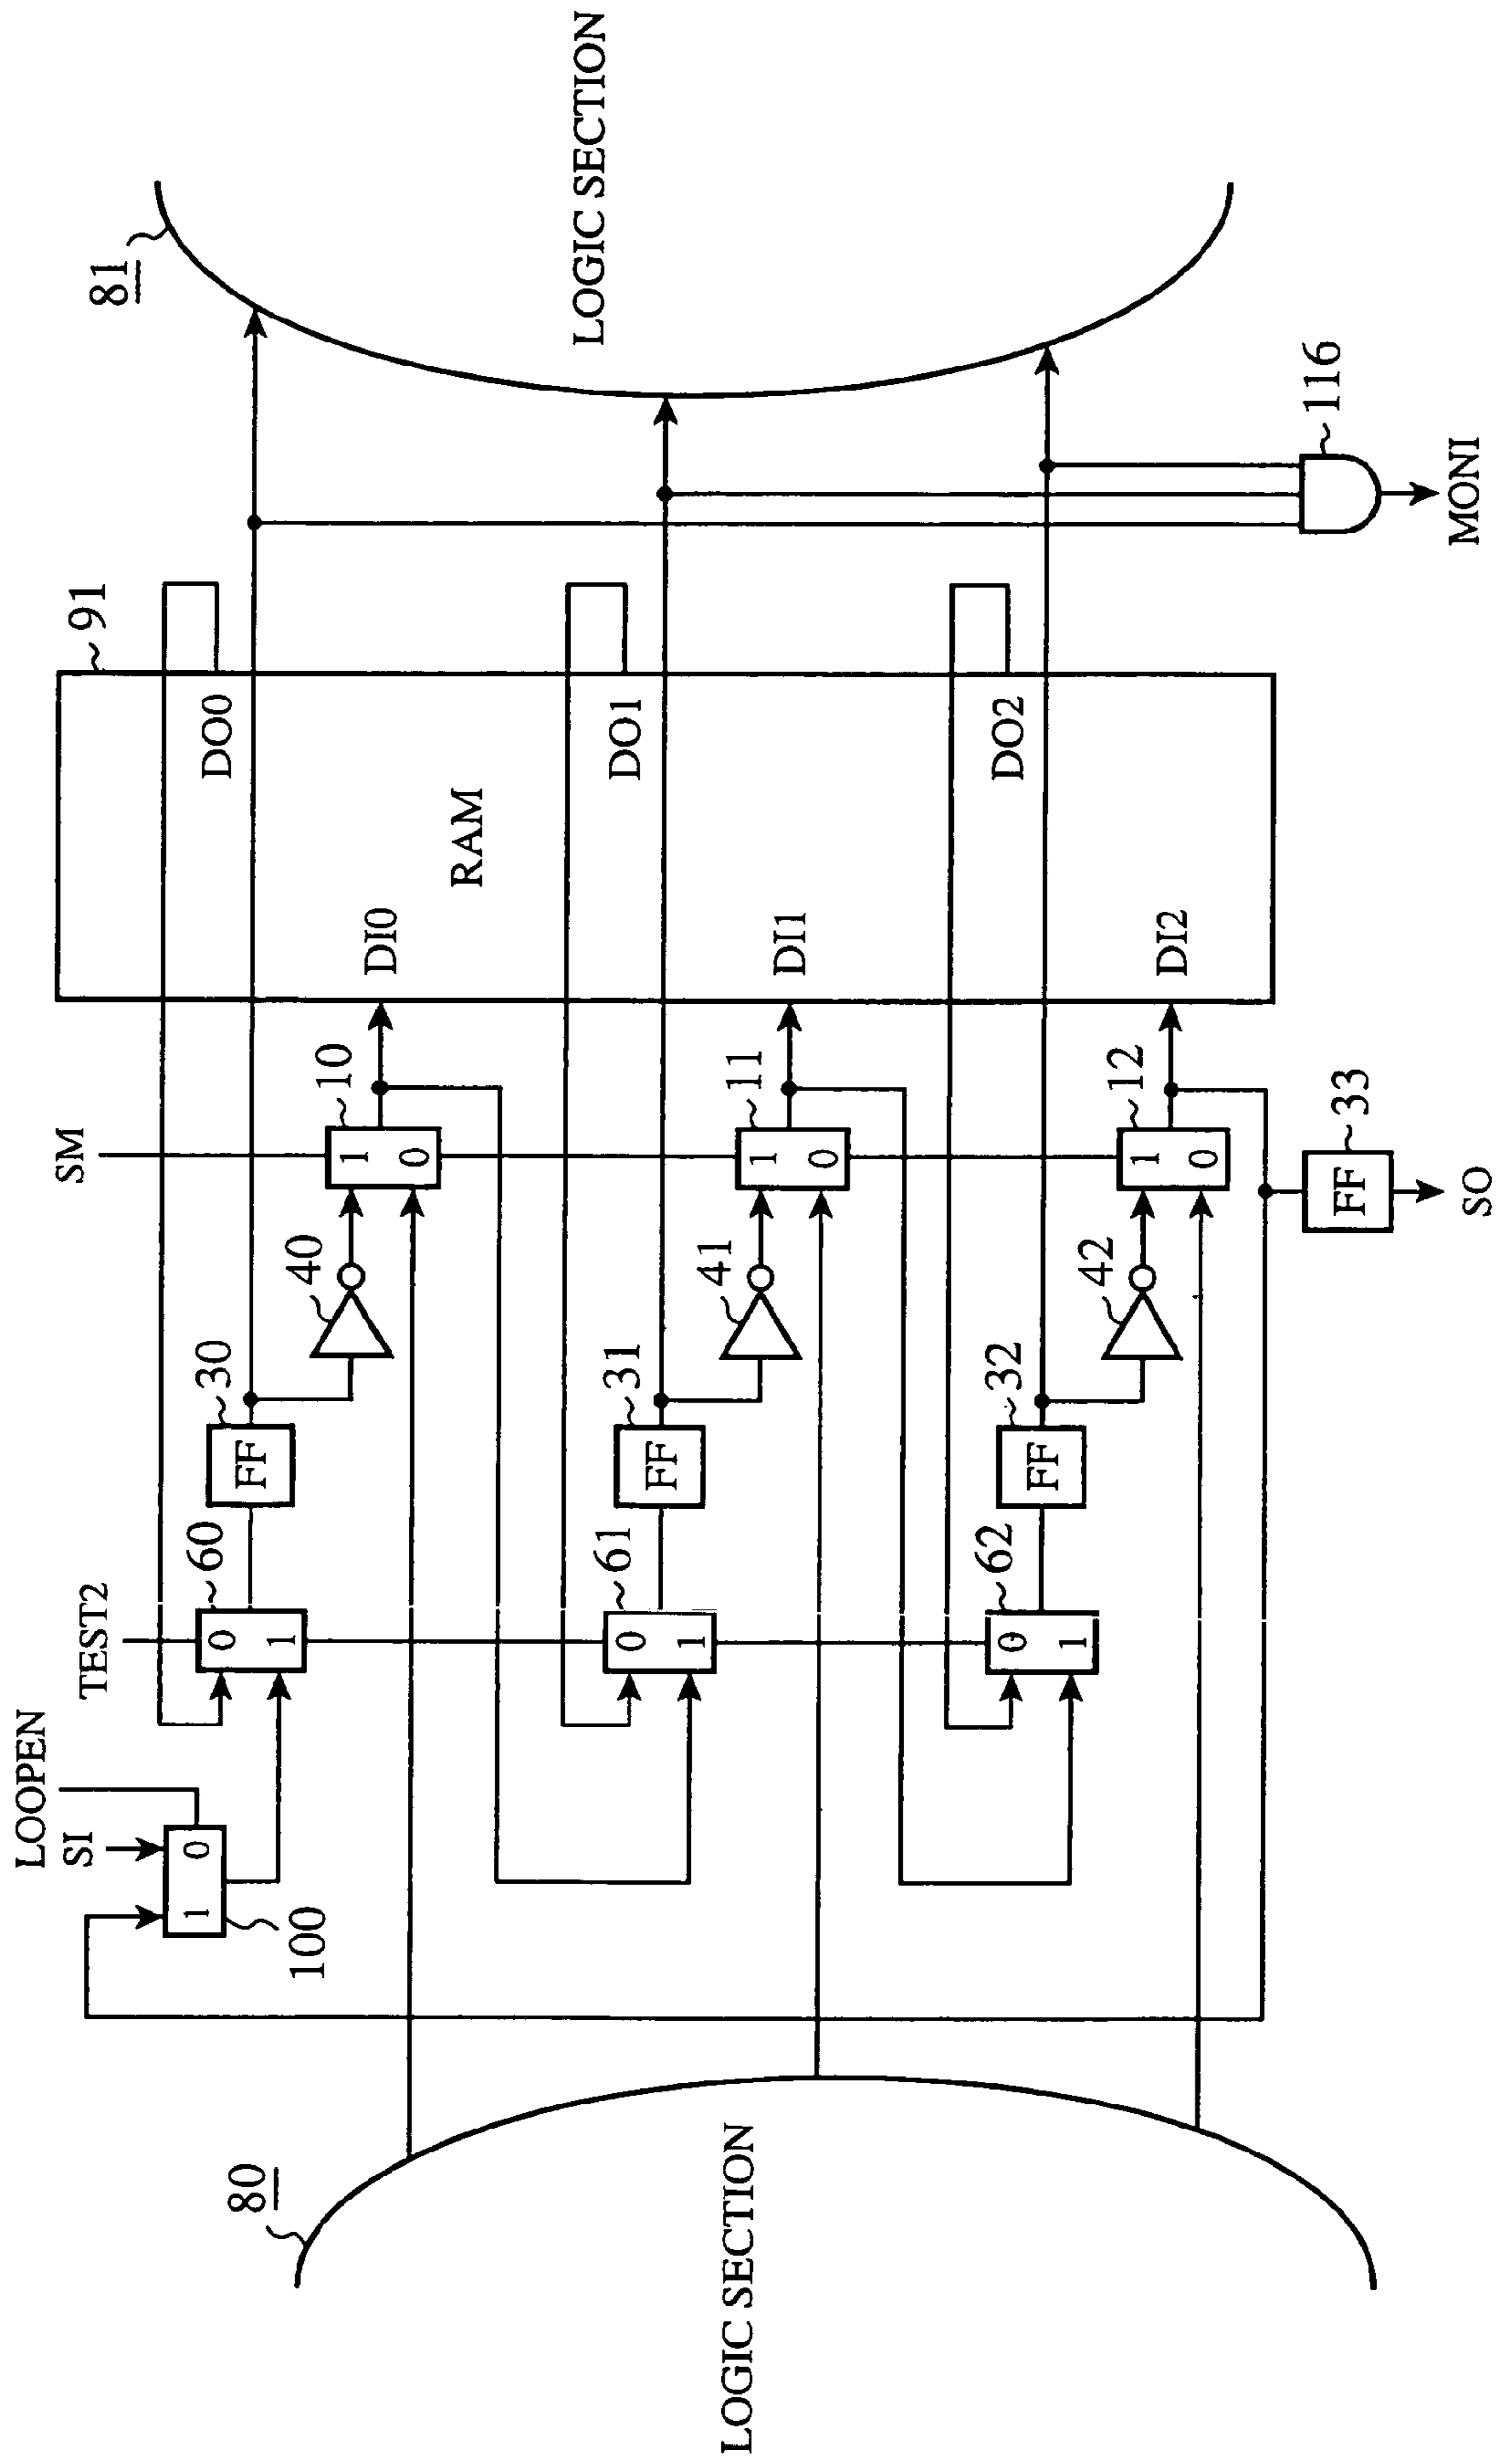 LOGIC SECTION
80
LOOPEN
SI
1 0
100
TEST2
0
1
60
FF
30
40
SM
1
0
10
DI0
DO0
0
1
61
FF
31
41
1
0
11
DI1
DO1
0
1
62
FF
32
42
1
0
12
DI2
DO2
RAM
91
FF
33
SO
116
MONI
81
LOGIC SECTION